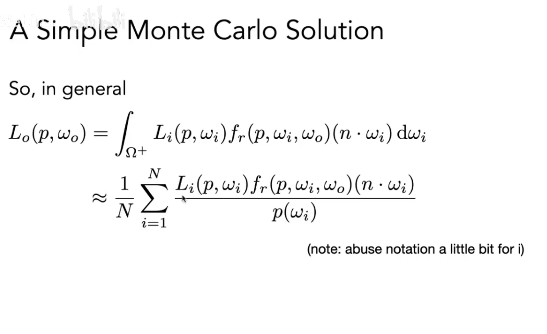 A Simple Monte Carlo Solution
So, in general
$L_o(p, \omega_o) = \int_{\Omega^+} L_i(p, \omega_i) f_r(p, \omega_i, \omega_o)(n \cdot \omega_i) \, \mathrm{d}\omega_i$
$\approx \frac{1}{N} \sum_{i=1}^{N} \frac{L_i(p, \omega_i) f_r(p, \omega_i, \omega_o)(n \cdot \omega_i)}{p(\omega_i)}$
(note: abuse notation a little bit for i)